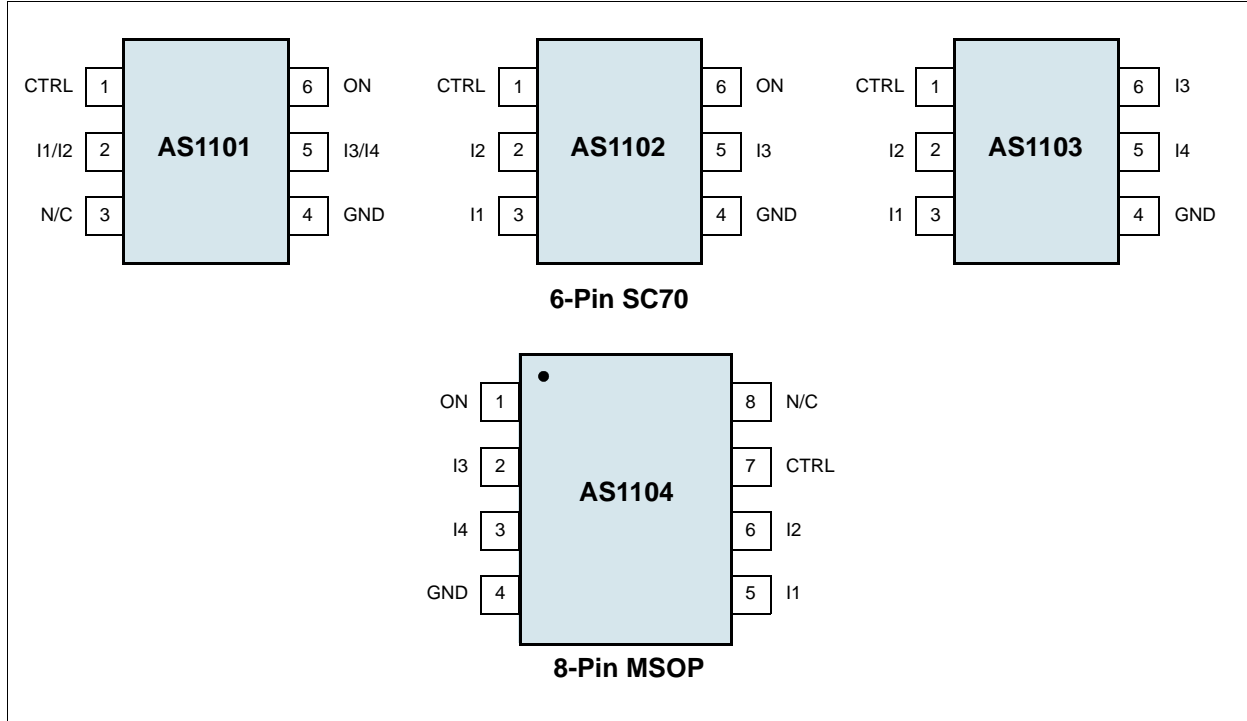 CTRL 1 6 ON
I1/I2 2 AS1101 5 I3/I4
N/C 3 4 GND
CTRL 1 6 ON
I2 2 AS1102 5 I3
I1 3 4 GND
CTRL 1 6 I3
I2 2 AS1103 5 I4
I1 3 4 GND
6-Pin SC70
ON 1 8 N/C
I3 2 7 CTRL
AS1104
I4 3 6 I2
GND 4 5 I1
8-Pin MSOP